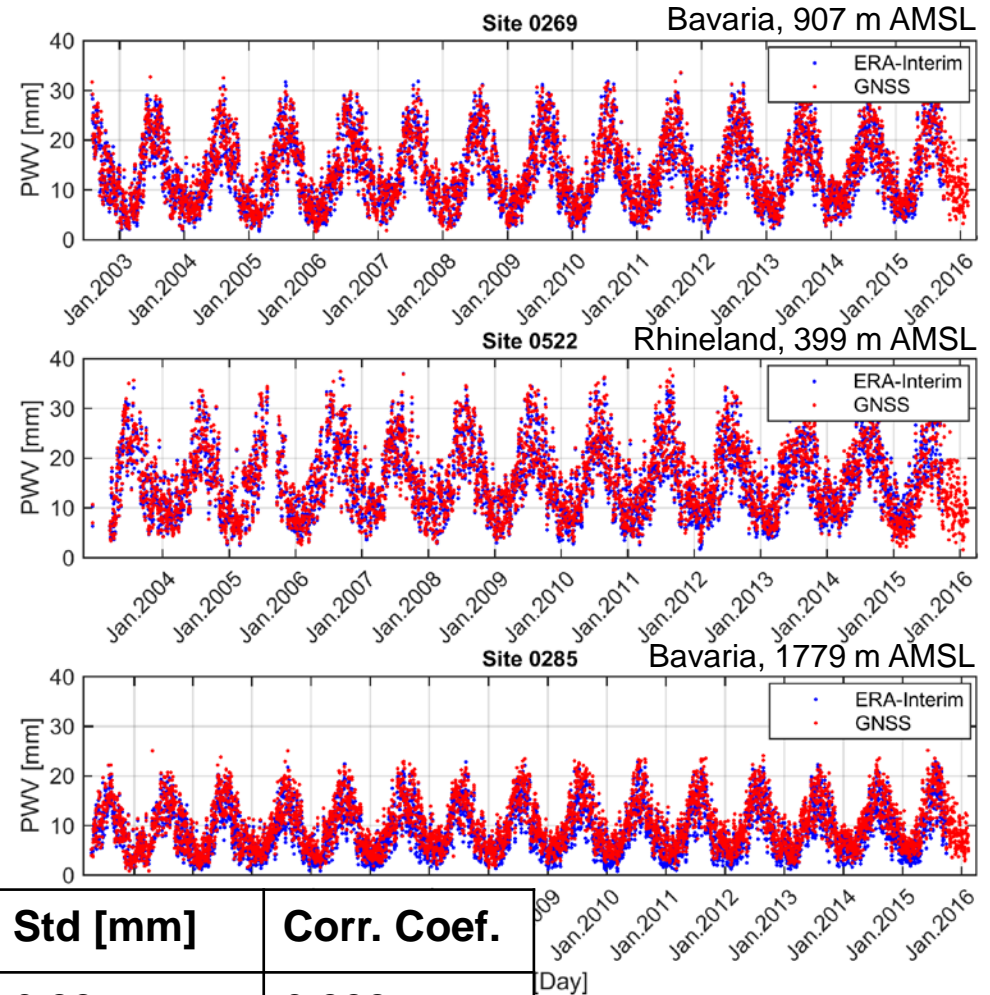 Site 0269 Bavaria, 907 m AMSL
40
30
20
10
0
PWV [mm]
ERA-Interim
GNSS
Jan.2003 Jan.2004 Jan.2005 Jan.2006 Jan.2007 Jan.2008 Jan.2009 Jan.2010 Jan.2011 Jan.2012 Jan.2013 Jan.2014 Jan.2015 Jan.2016
Site 0522 Rhineland, 399 m AMSL
40
30
20
10
0
PWV [mm]
ERA-Interim
GNSS
Jan.2004 Jan.2005 Jan.2006 Jan.2007 Jan.2008 Jan.2009 Jan.2010 Jan.2011 Jan.2012 Jan.2013 Jan.2014 Jan.2015 Jan.2016
Site 0285 Bavaria, 1779 m AMSL
40
30
20
10
0
PWV [mm]
ERA-Interim
GNSS
09 Jan.2010 Jan.2011 Jan.2012 Jan.2013 Jan.2014 Jan.2015 Jan.2016
[Day]
Std [mm] Corr. Coef.